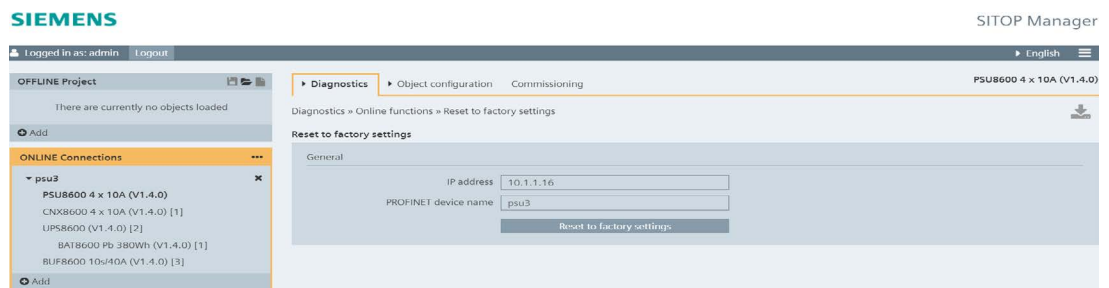 SIEMENS
SITOP Manager
Logged in as: admin Logout
English
OFFLINE Project
There are currently no objects loaded
Add
ONLINE Connections
psu3
PSU8600 4 x 10A (V1.4.0)
CNX8600 4 x 10A (V1.4.0) [1]
UPS8600 (V1.4.0) [2]
BAT8600 Pb 380Wh (V1.4.0) [1]
BUF8600 10s/40A (V1.4.0) [3]
Add
Diagnostics Object configuration Commissioning
PSU8600 4 x 10A (V1.4.0)
Diagnostics » Online functions » Reset to factory settings
Reset to factory settings
General
IP address 10.1.1.16
PROFINET device name psu3
Reset to factory settings